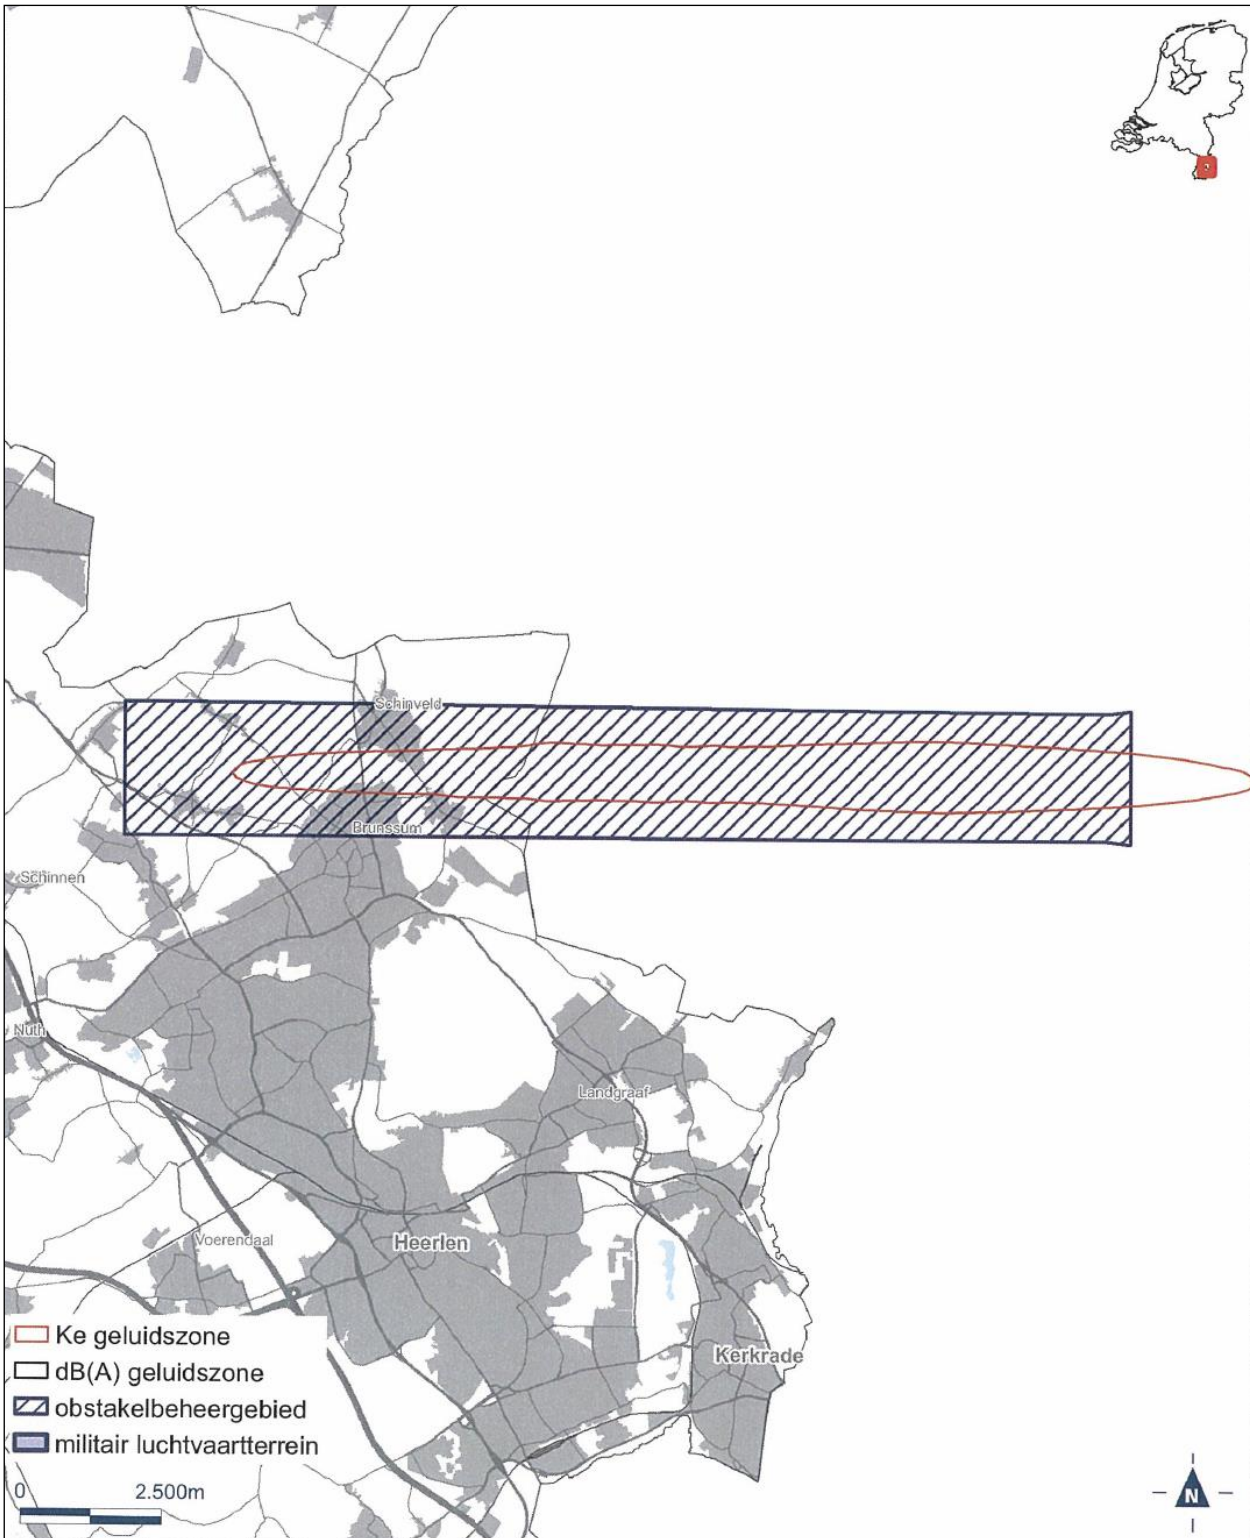 Schinveld
Brunssum
Schinnen
Nuth
Landgraaf
Voerendaal
Heerlen
Kerkrade
Ke geluidszone
dB(A) geluidszone
obstakelbeheergebied
militair luchtvaartterrein
0 2.500m
N